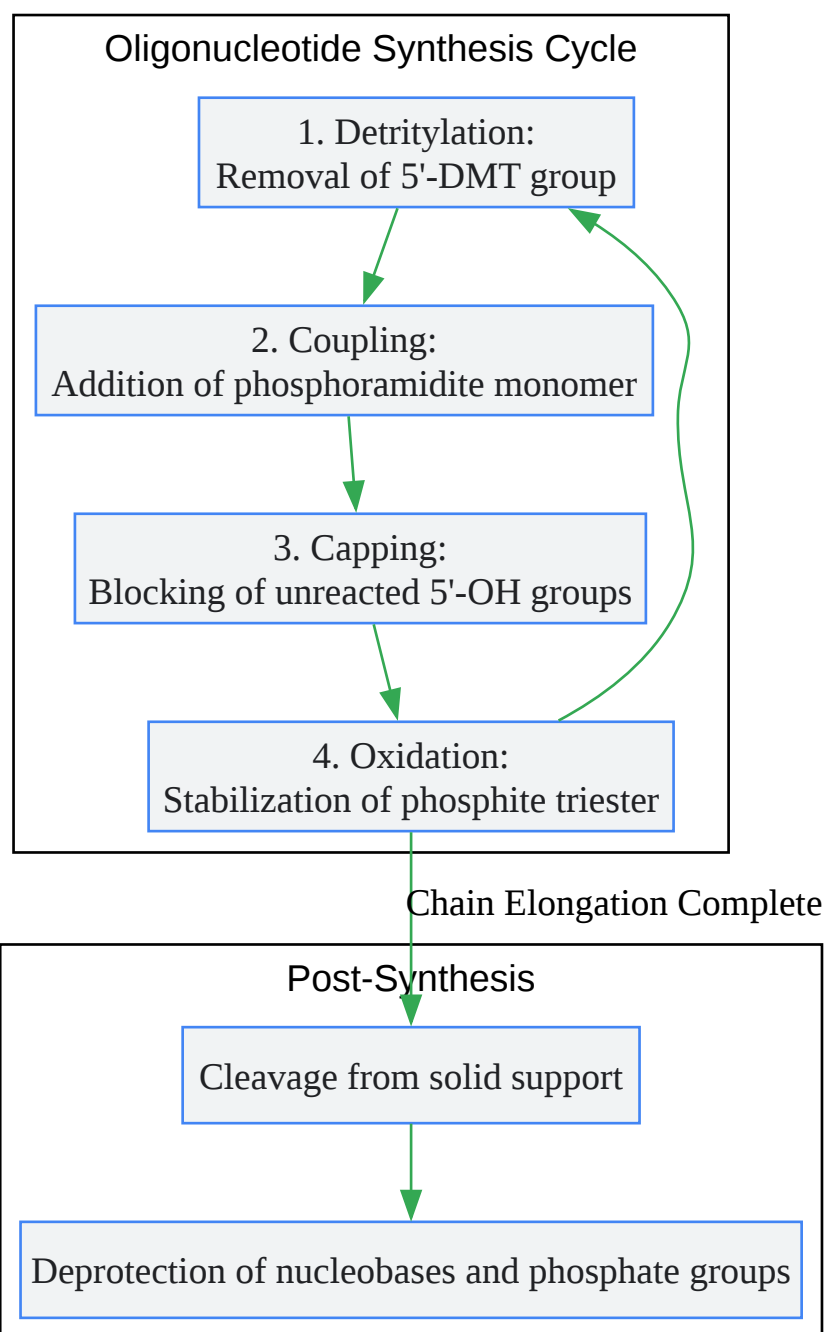 Oligonucleotide Synthesis Cycle
1. Detritylation:
Removal of 5'-DMT group
2. Coupling:
Addition of phosphoramidite monomer
3. Capping:
Blocking of unreacted 5'-OH groups
4. Oxidation:
Stabilization of phosphite triester
Chain Elongation Complete
Post-Synthesis
Cleavage from solid support
Deprotection of nucleobases and phosphate groups